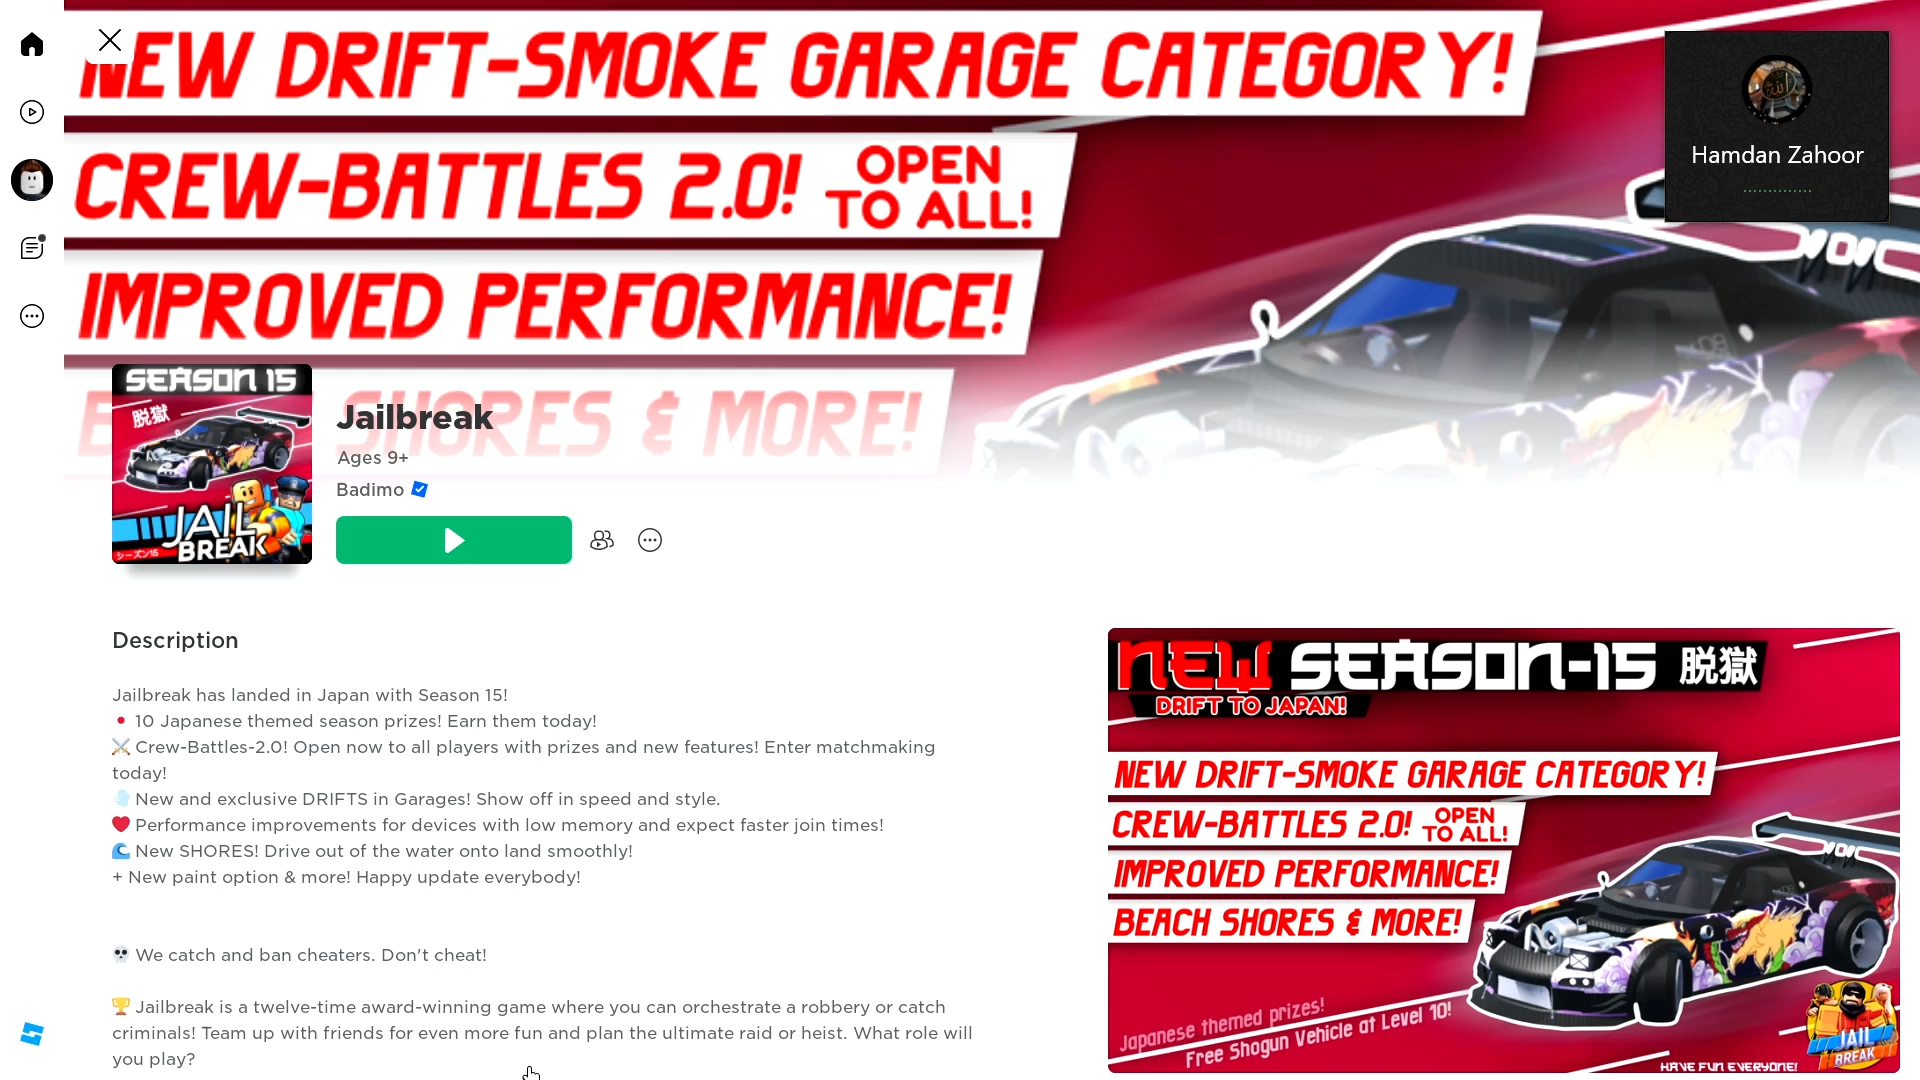 NEW DRIFT-SMOKE GARAGE CATEGORY!
CREW-BATTLES 2.0! OPEN TO ALL!
IMPROVED PERFORMANCE!
SHORES & MORE!
Hamdan Zahoor
SEASON 15
脱獄
JAIL
BREAK
シーズン15
Jailbreak
Ages 9+
Badimo
Description
Jailbreak has landed in Japan with Season 15!
10 Japanese themed season prizes! Earn them today!
Crew-Battles-2.0! Open now to all players with prizes and new features! Enter matchmaking
today!
New and exclusive DRIFTS in Garages! Show off in speed and style.
Performance improvements for devices with low memory and expect faster join times!
New SHORES! Drive out of the water onto land smoothly!
+ New paint option & more! Happy update everybody!
We catch and ban cheaters. Don't cheat!
Jailbreak is a twelve-time award-winning game where you can orchestrate a robbery or catch
criminals! Team up with friends for even more fun and plan the ultimate raid or heist. What role will
you play?
NEW SEASON-15 脱獄
DRIFT TO JAPAN!
NEW DRIFT-SMOKE GARAGE CATEGORY!
CREW-BATTLES 2.0! OPEN TO ALL!
IMPROVED PERFORMANCE!
BEACH SHORES & MORE!
Japanese themed prizes!
Free Shogun Vehicle at Level 10!
HAVE FUN EVERYONE!
JAIL
BREAK